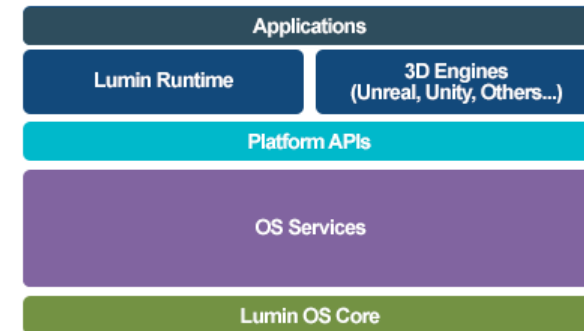 Applications
Lumin Runtime
3D Engines
(Unreal, Unity, Others...)
Platform APIs
OS Services
Lumin OS Core